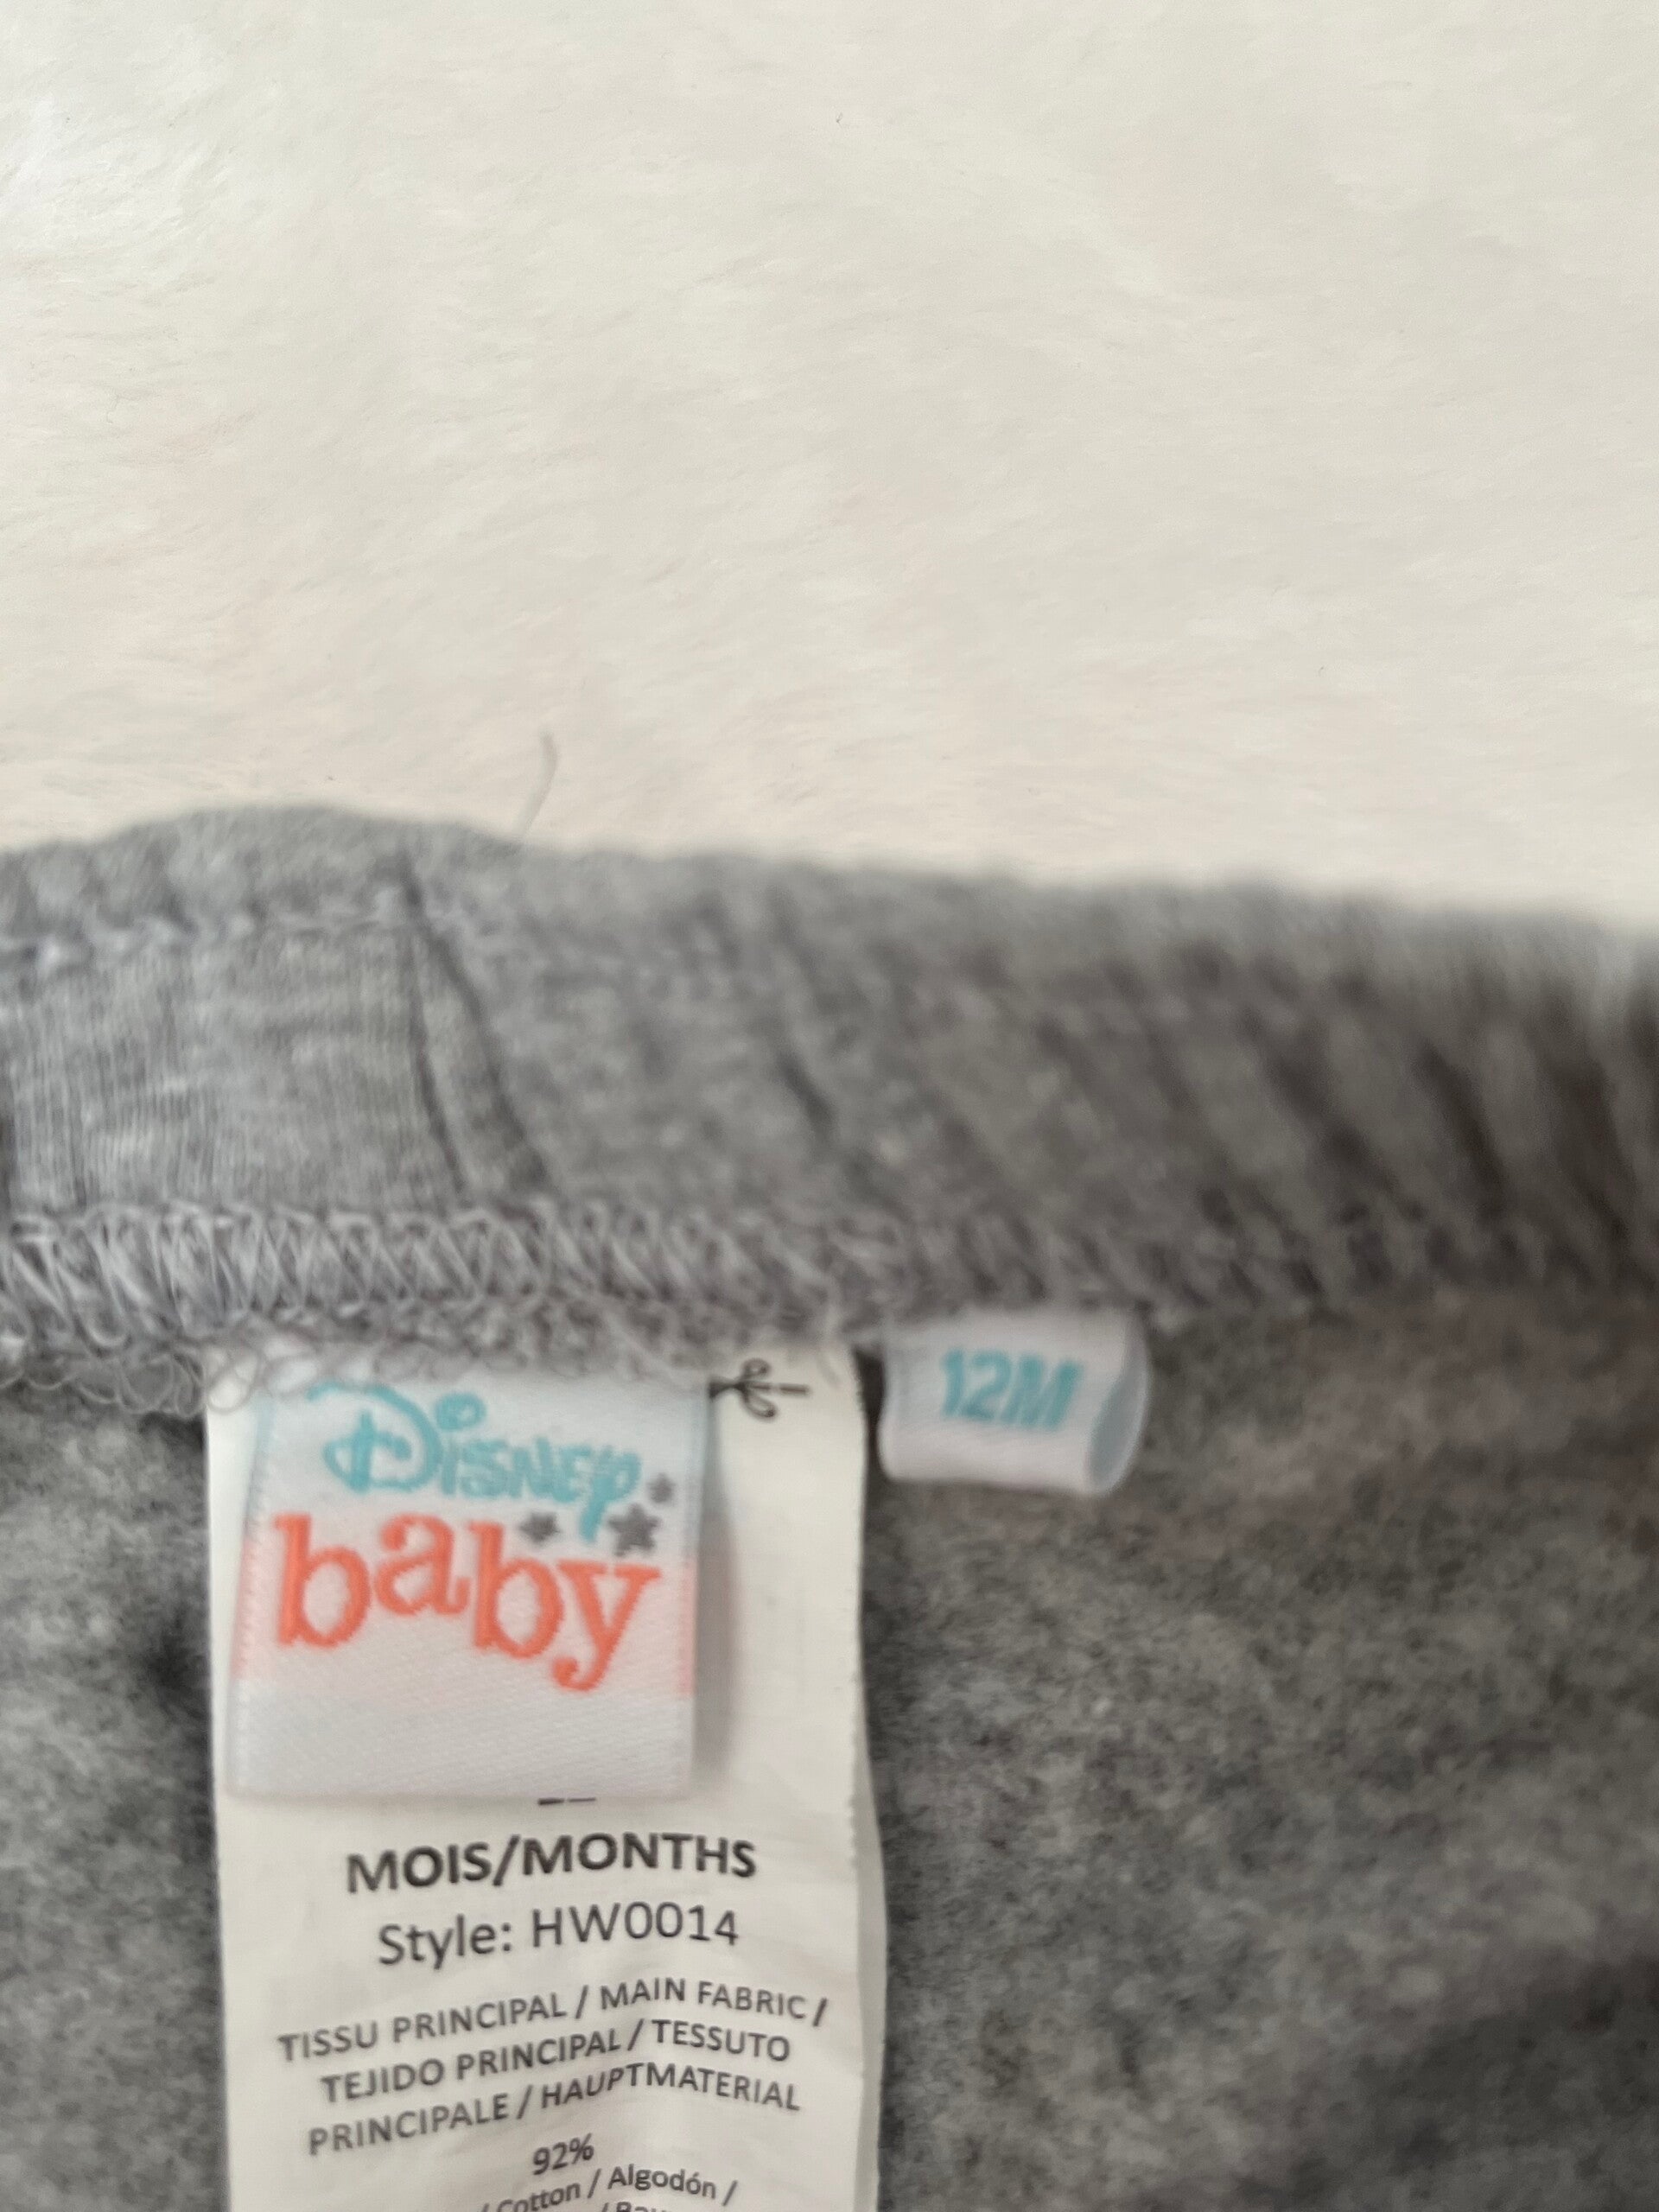 12M
Disney
baby
MOIS/MONTHS
Style: HW0014
TISSU PRINCIPAL / MAIN FABRIC /
TEJIDO PRINCIPAL / TESSUTO
PRINCIPALE / HAUPTMATERIAL
92%
/ Cotton / Algodón /